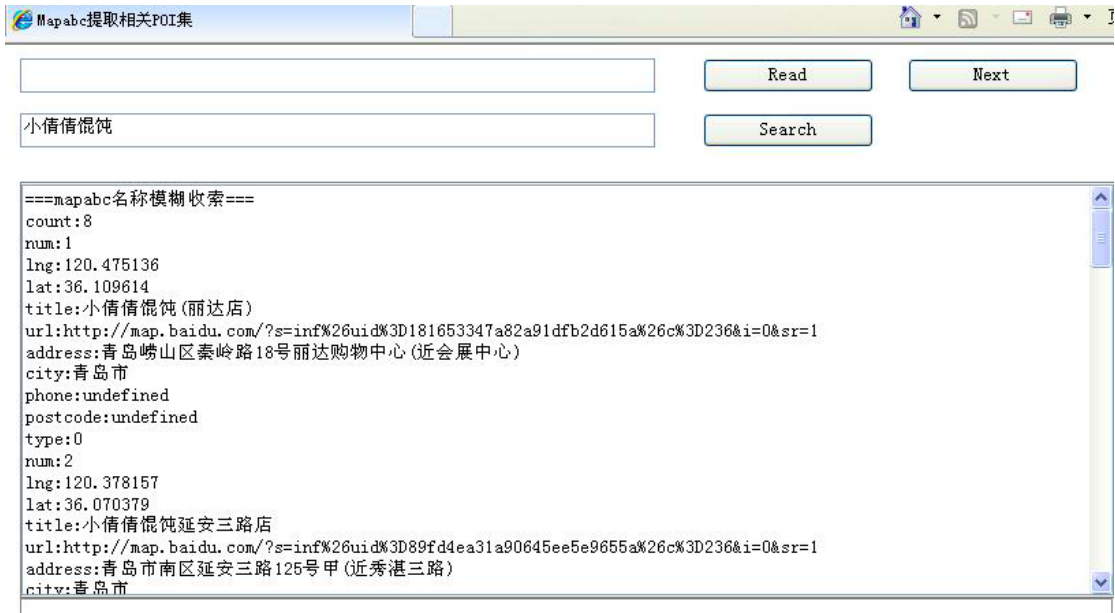 Mapabc提取相关POI集
Read
Next
小倩倩馄饨
Search
===mapabc名称模糊收索===
count:8
num:1
lng:120.475136
lat:36.109614
title:小倩倩馄饨(丽达店)
url:http://map.baidu.com/?s=inf%26uid%3D181653347a82a91dfb2d615a%26c%3D236&i=0&sr=1
address:青岛崂山区秦岭路18号丽达购物中心(近会展中心)
city:青岛市
phone:undefined
postcode:undefined
type:0
num:2
lng:120.378157
lat:36.070379
title:小倩倩馄饨延安三路店
url:http://map.baidu.com/?s=inf%26uid%3D89fd4ea31a90645ee5e9655a%26c%3D236&i=0&sr=1
address:青岛市南区延安三路125号甲(近秀湛三路)
city:青岛市